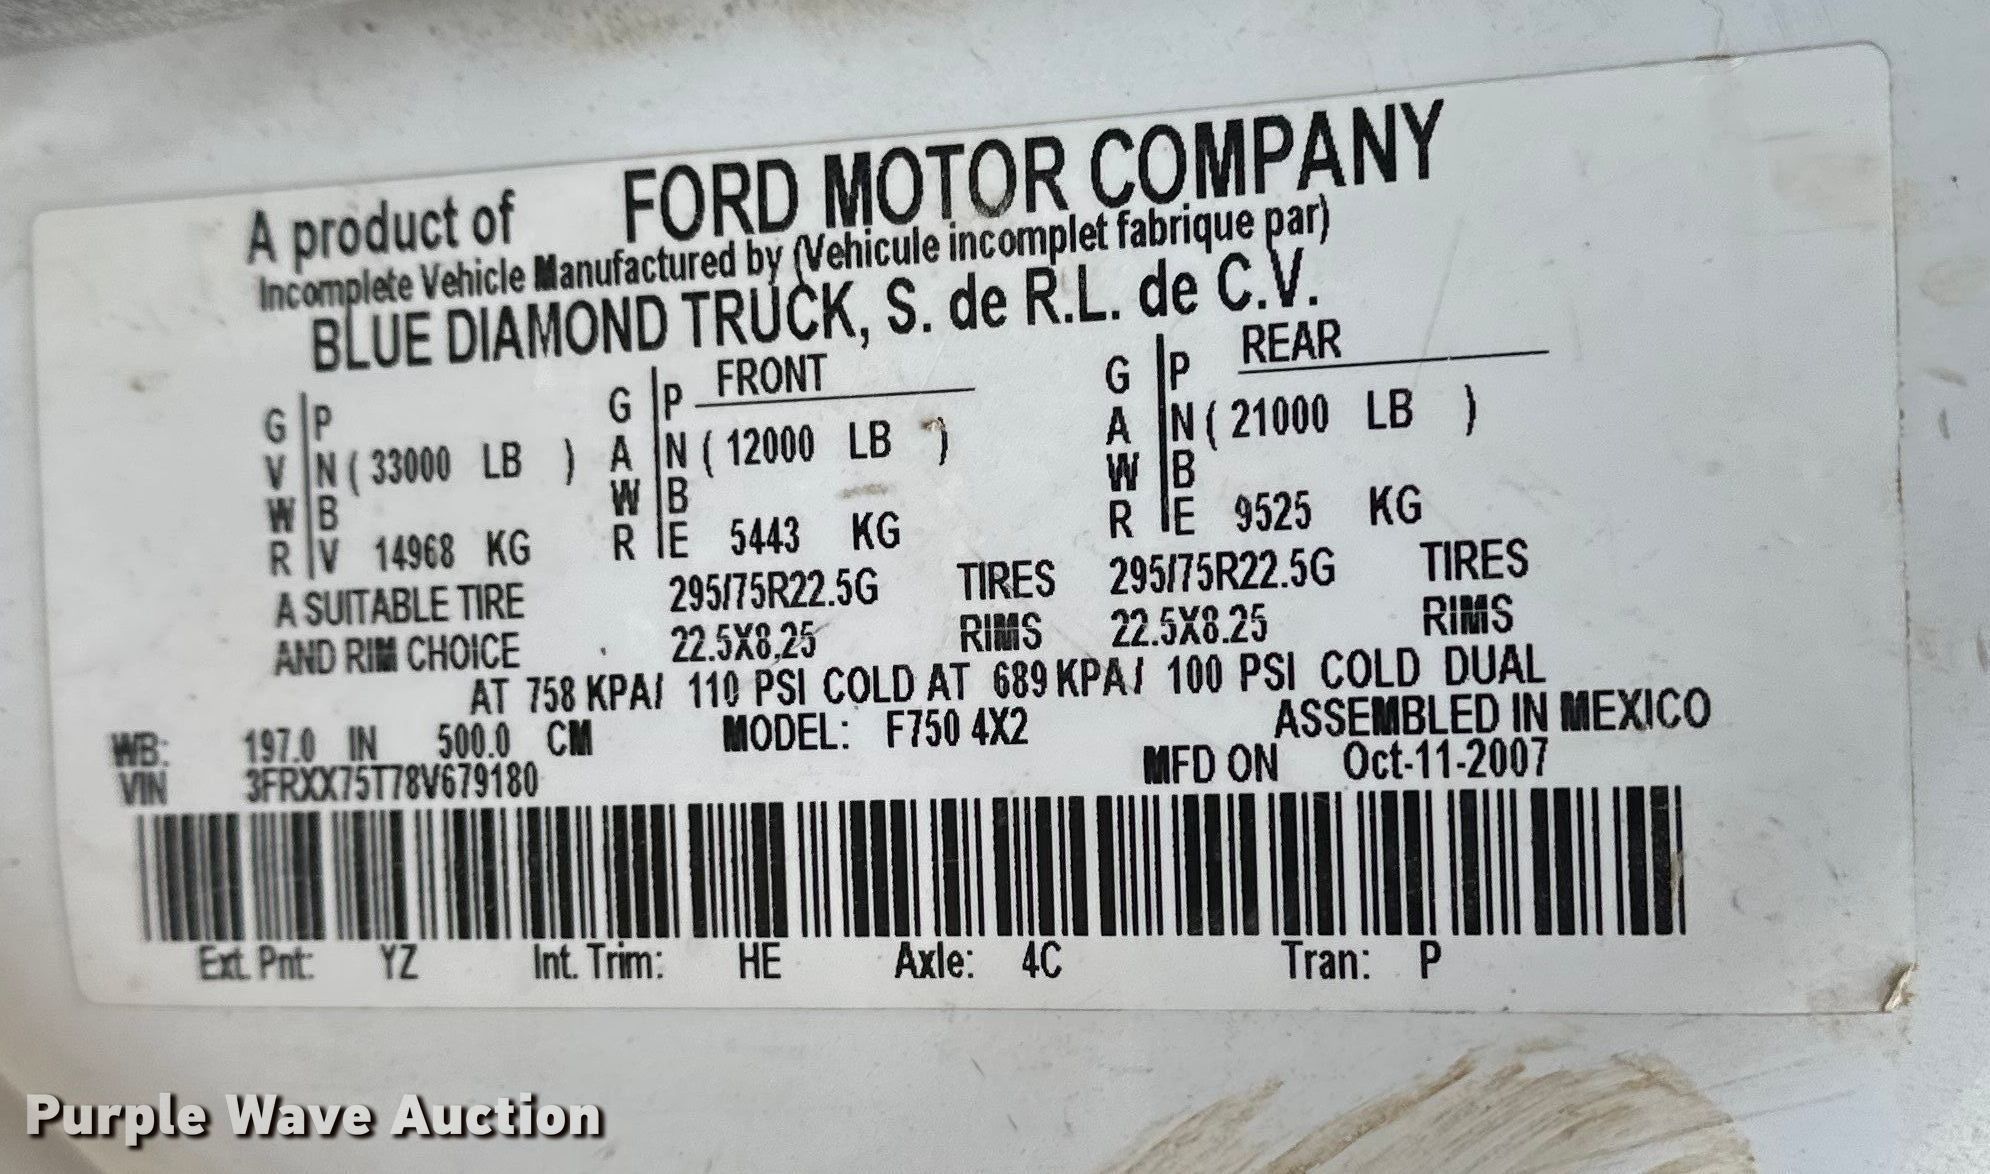 A product of FORD MOTOR COMPANY
Incomplete Vehicle Manufactured by (Vehicule incomplet fabrique par)
BLUE DIAMOND TRUCK, S. de R.L. de C.V.
G P G P FRONT G P REAR
V N ( 33000 LB ) A N ( 12000 LB ) A N ( 21000 LB )
W B W B W B
R V 14968 KG R E 5443 KG R E 9525 KG
A SUITABLE TIRE 295/75R22.5G TIRES 295/75R22.5G TIRES
AND RIM CHOICE 22.5X8.25 RIMS 22.5X8.25 RIMS
AT 758 KPA/ 110 PSI COLD AT 689 KPA/ 100 PSI COLD DUAL
WB: 197.0 IN 500.0 CM MODEL: F750 4X2 ASSEMBLED IN MEXICO
VIN 3FRXX75T78V679180 MFD ON Oct-11-2007
Ext. Pnt: YZ Int. Trim: HE Axle: 4C Tran: P
Purple Wave Auction